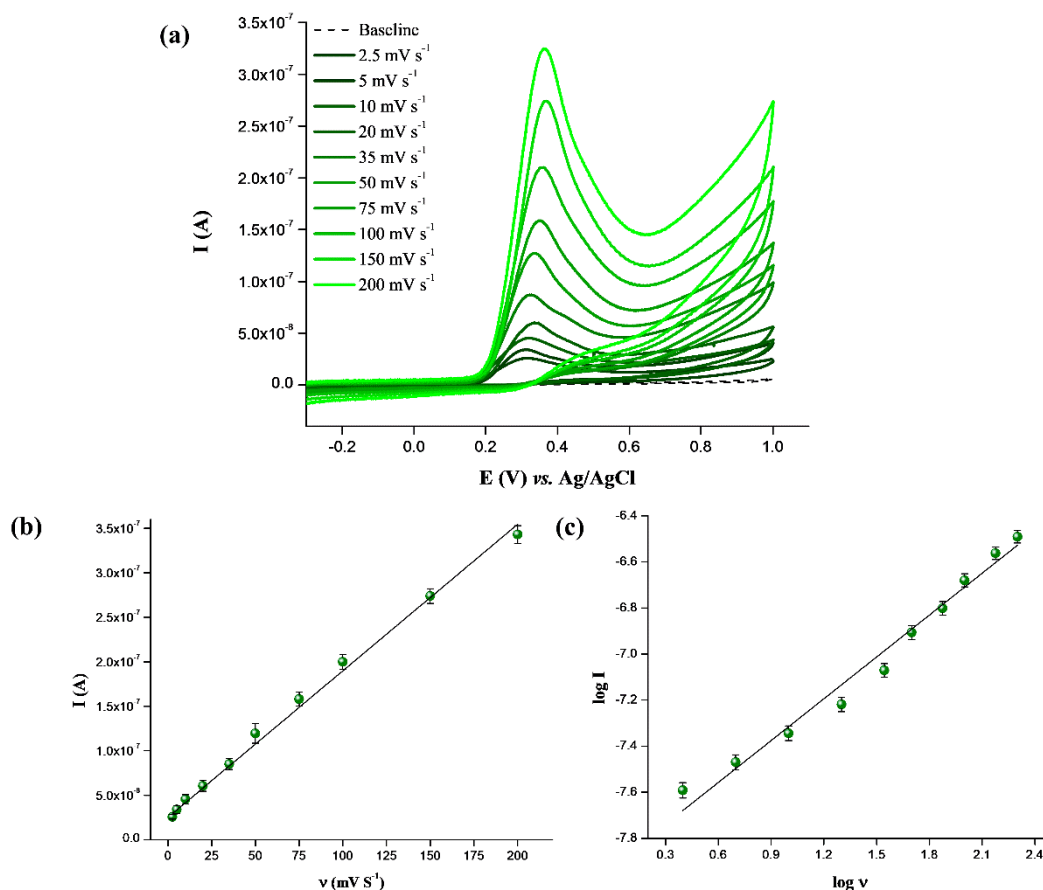 (a)
3.5x10⁻⁷
3.0x10⁻⁷
2.5x10⁻⁷
2.0x10⁻⁷
1.5x10⁻⁷
1.0x10⁻⁷
5.0x10⁻⁸
0.0
I (A)
Baseline
2.5 mV s⁻¹
5 mV s⁻¹
10 mV s⁻¹
20 mV s⁻¹
35 mV s⁻¹
50 mV s⁻¹
75 mV s⁻¹
100 mV s⁻¹
150 mV s⁻¹
200 mV s⁻¹
-0.2 0.0 0.2 0.4 0.6 0.8 1.0
E (V) vs. Ag/AgCl
(b)
3.5x10⁻⁷
3.0x10⁻⁷
2.5x10⁻⁷
2.0x10⁻⁷
1.5x10⁻⁷
1.0x10⁻⁷
5.0x10⁻⁸
0.0
I (A)
0 25 50 75 100 125 150 175 200
ν (mV S⁻¹)
(c)
-6.4
-6.6
-6.8
-7.0
-7.2
-7.4
-7.6
-7.8
log I
0.3 0.6 0.9 1.2 1.5 1.8 2.1 2.4
log ν